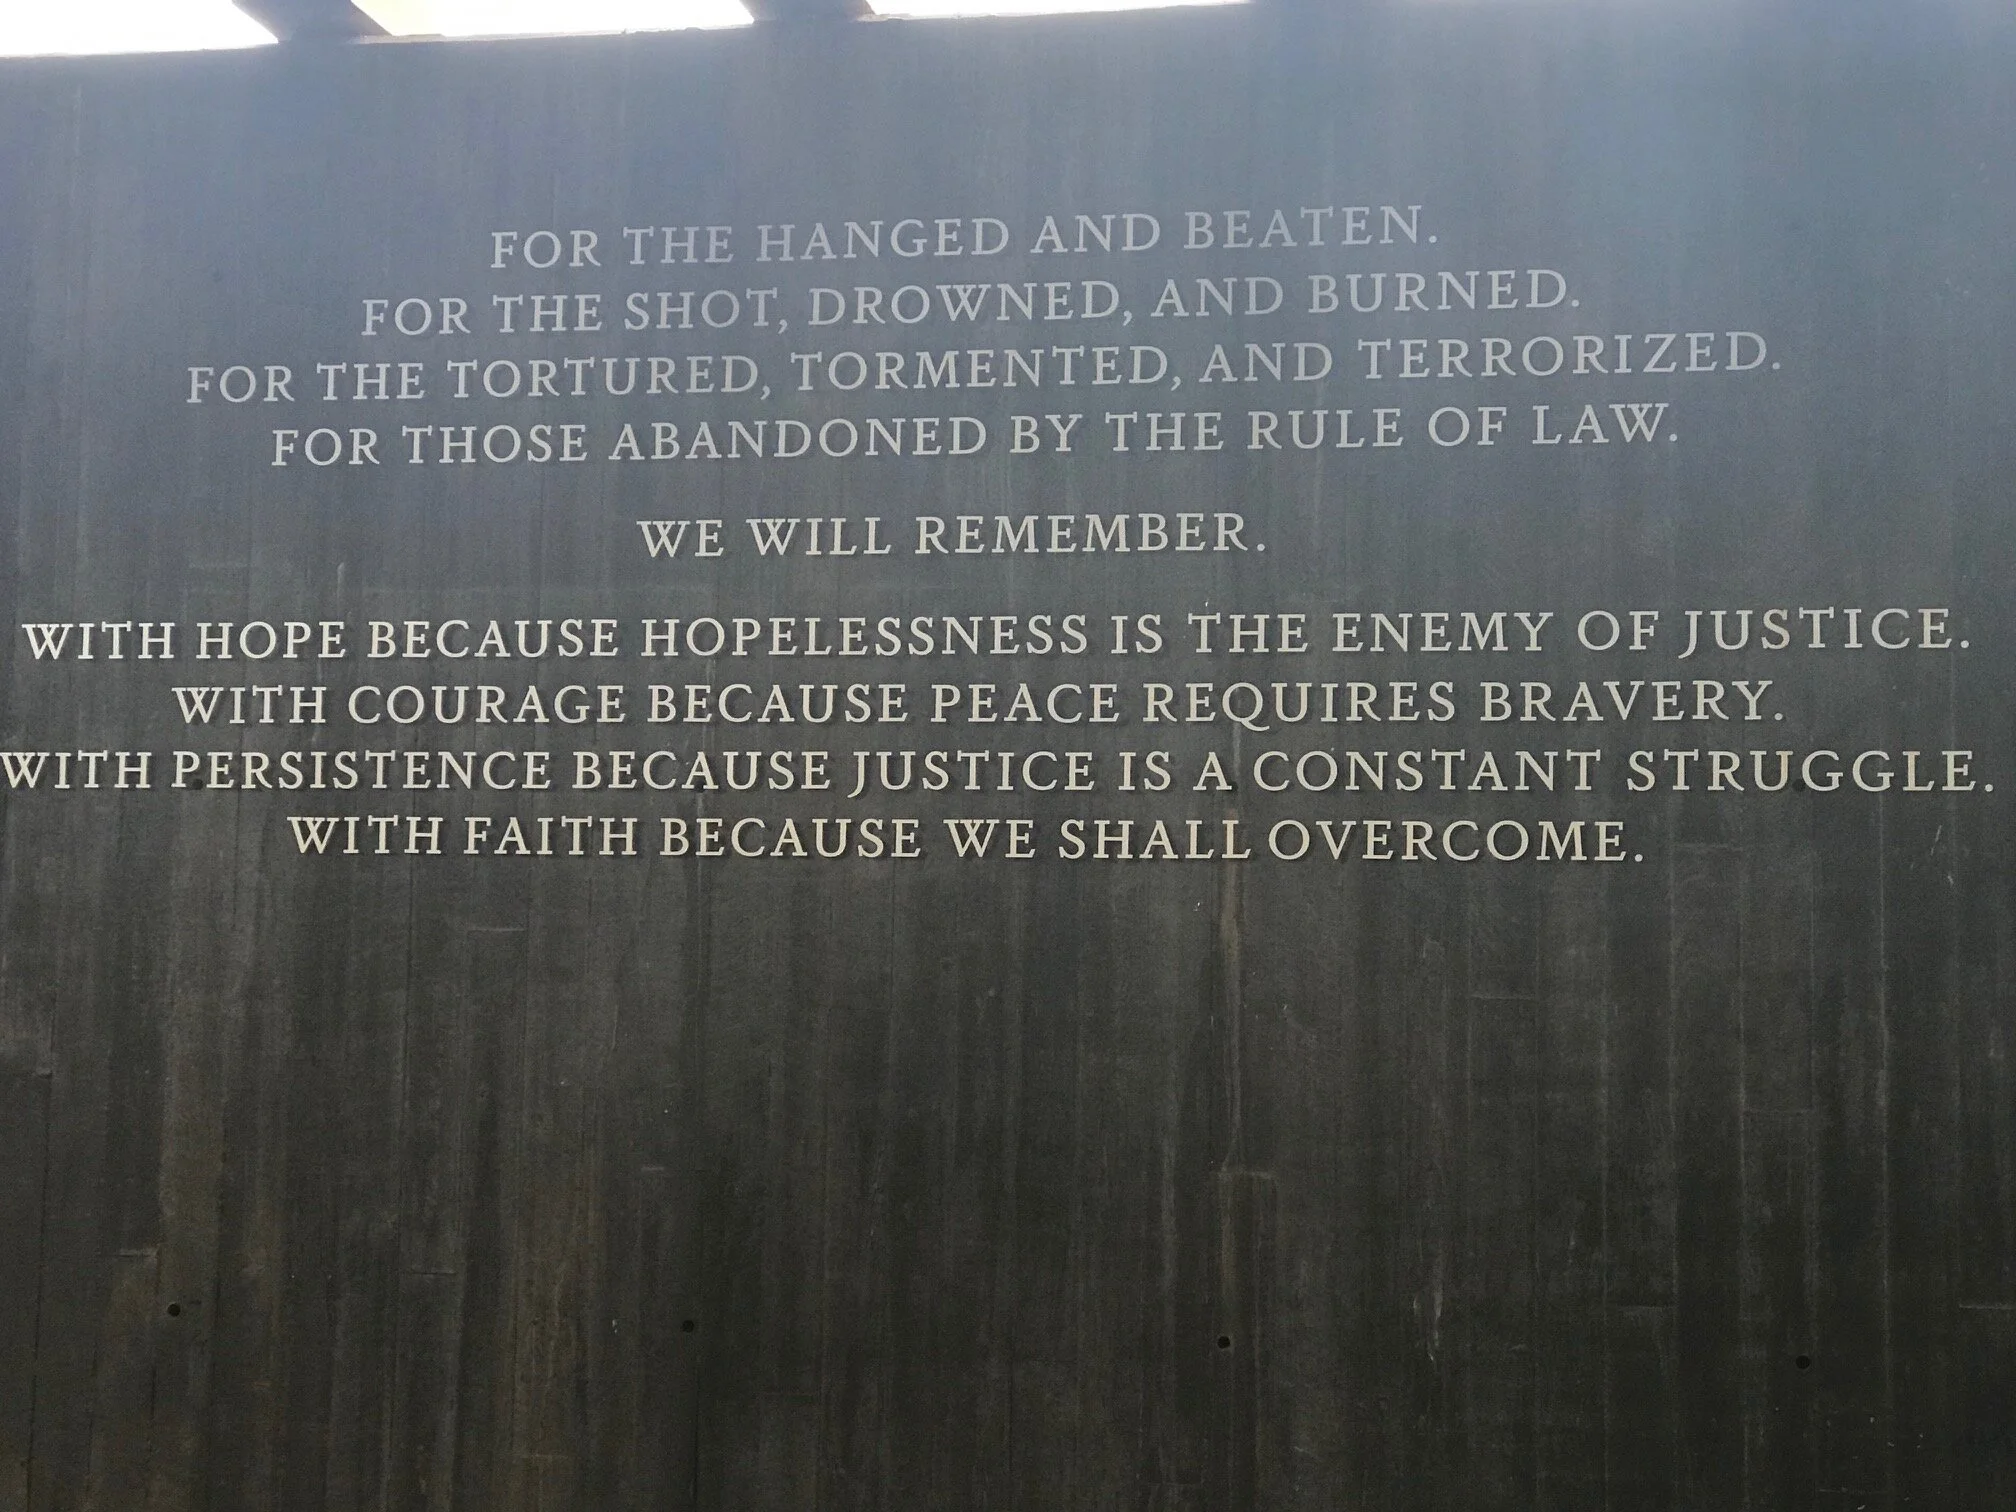 FOR THE HANGED AND BEATEN.
FOR THE SHOT, DROWNED, AND BURNED.
FOR THE TORTURED, TORMENTED, AND TERRORIZED.
FOR THOSE ABANDONED BY THE RULE OF LAW.
WE WILL REMEMBER.
WITH HOPE BECAUSE HOPELESSNESS IS THE ENEMY OF JUSTICE.
WITH COURAGE BECAUSE PEACE REQUIRES BRAVERY.
WITH PERSISTENCE BECAUSE JUSTICE IS A CONSTANT STRUGGLE.
WITH FAITH BECAUSE WE SHALL OVERCOME.